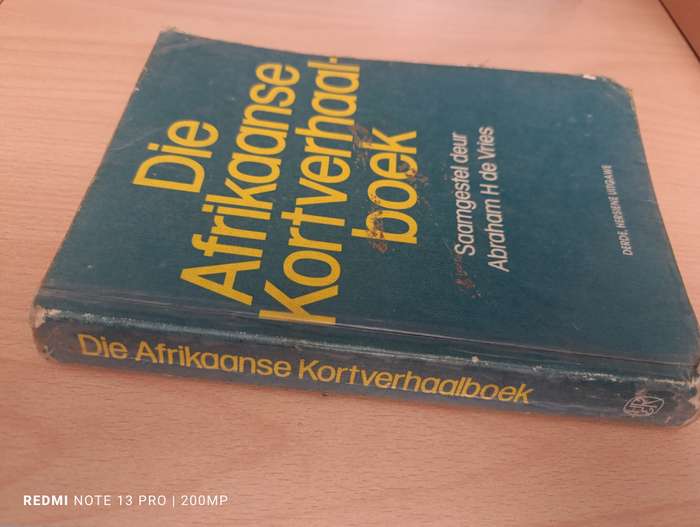 Die
Afrikaanse
Kortverhaal-
boek
Saamgestel deur
Abraham H de Vries
DERDE, HERSIENE UITGAWE
Die Afrikaanse Kortverhaalboek
REDMI NOTE 13 PRO | 200MP